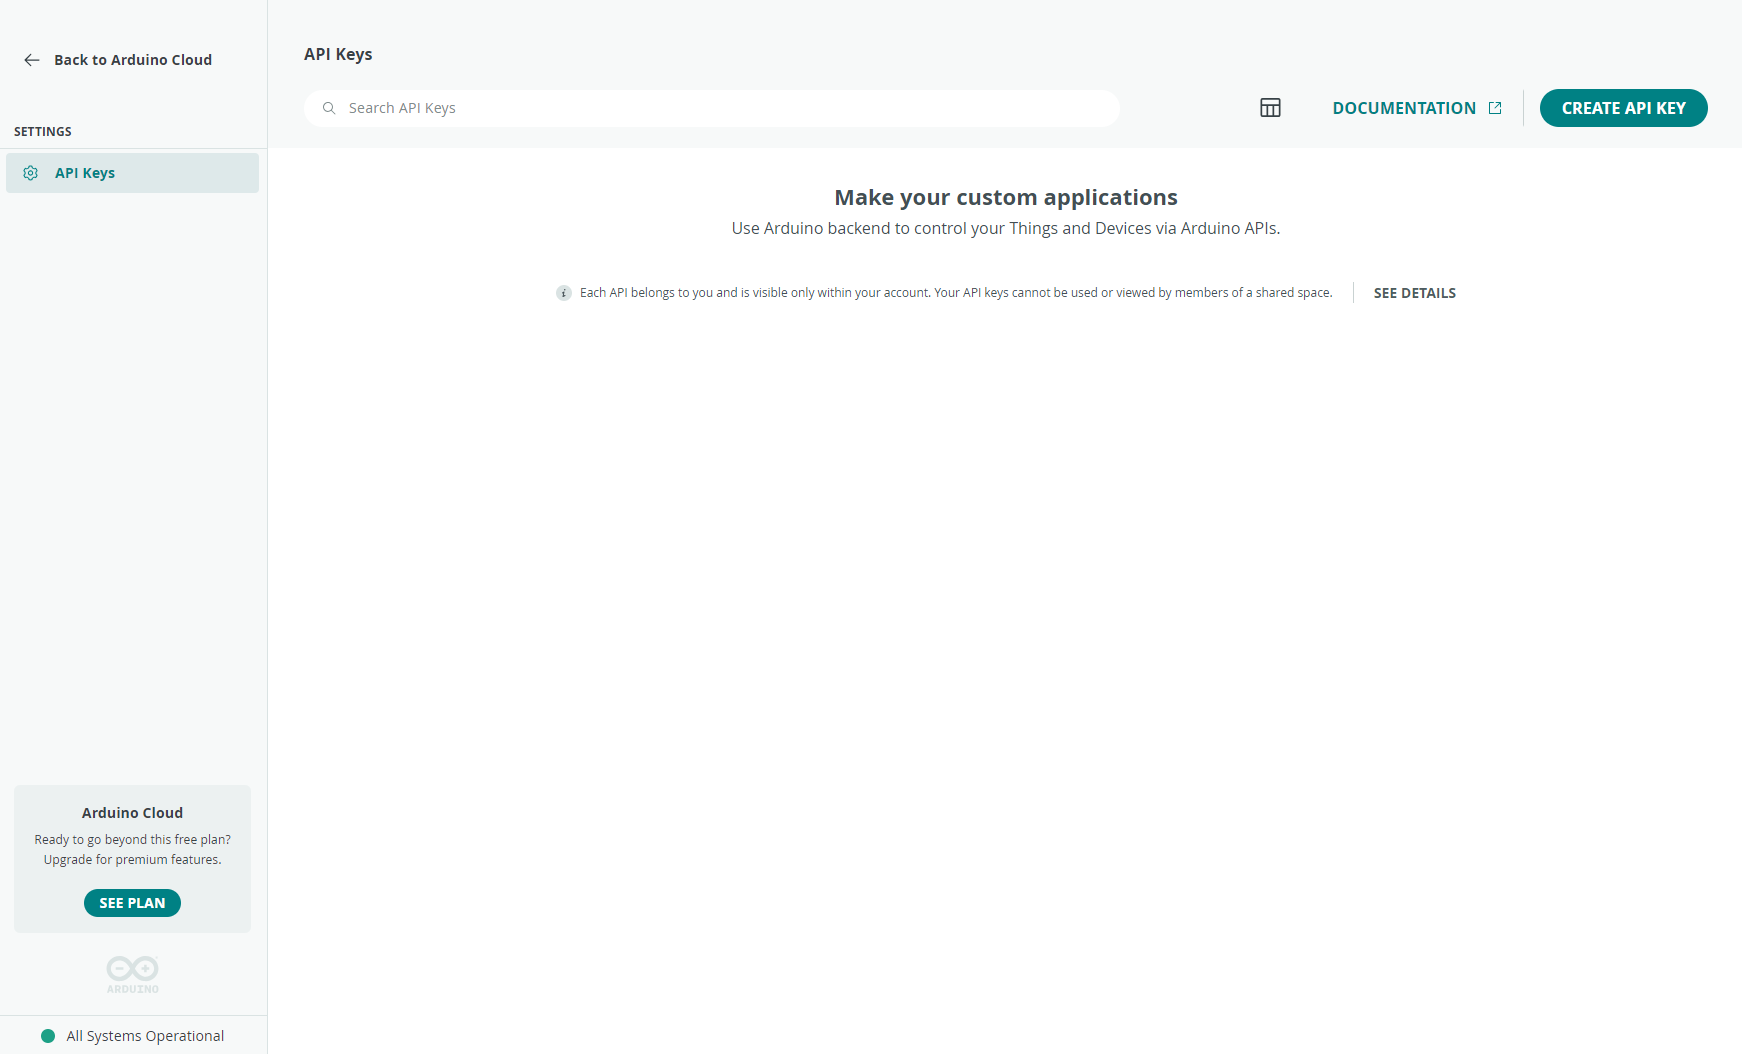 Back to Arduino Cloud
SETTINGS
API Keys
Arduino Cloud
Ready to go beyond this free plan?
Upgrade for premium features.
SEE PLAN
ARDUINO
All Systems Operational
API Keys
Search API Keys
DOCUMENTATION
CREATE API KEY
Make your custom applications
Use Arduino backend to control your Things and Devices via Arduino APIs.
Each API belongs to you and is visible only within your account. Your API keys cannot be used or viewed by members of a shared space.
SEE DETAILS